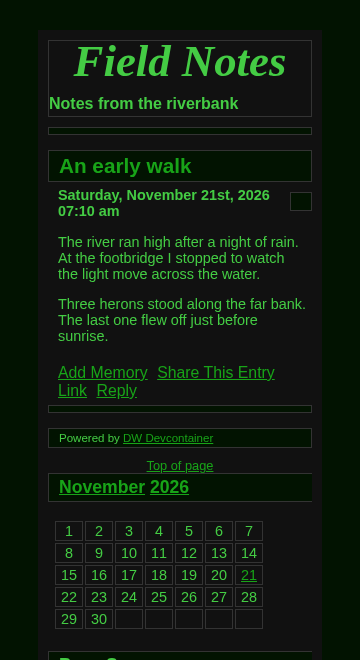 Field Notes
Notes from the riverbank
An early walk
Saturday, November 21st, 2026
07:10 am
The river ran high after a night of rain.
At the footbridge I stopped to watch
the light move across the water.
Three herons stood along the far bank.
The last one flew off just before
sunrise.
Add Memory Share This Entry
Link Reply
Powered by DW Devcontainer
Top of page
November 2026
1 2 3 4 5 6 7
8 9 10 11 12 13 14
15 16 17 18 19 20 21
22 23 24 25 26 27 28
29 30